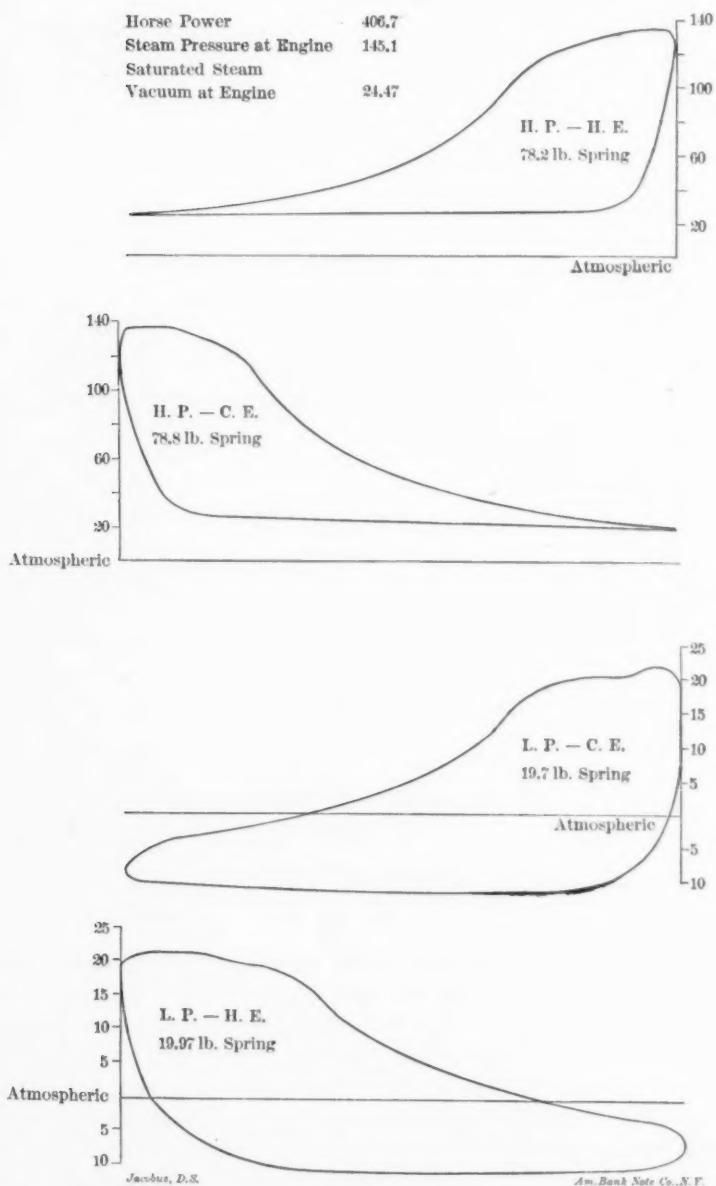 Horse Power 406.7
Steam Pressure at Engine 145.1
Saturated Steam
Vacuum at Engine 24.47
140
100
60
20
H. P. — H. E.
78.2 lb. Spring
Atmospheric
140
100
60
20
H. P. — C. E.
78.8 lb. Spring
Atmospheric
25
20
15
10
5
L. P. — C. E.
19.7 lb. Spring
Atmospheric
5
10
25
20
15
10
5
L. P. — H. E.
19.97 lb. Spring
Atmospheric
5
10
Jacobus, D.S. Am. Bank Note Co., N.Y.